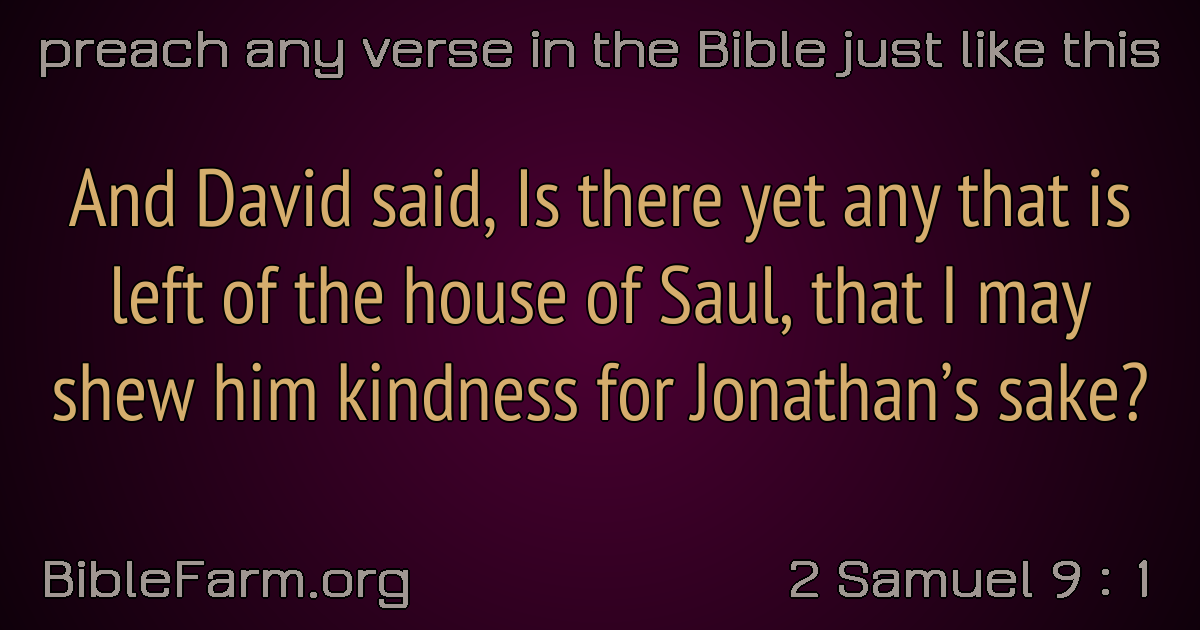 preach any verse in the Bible just like this
And David said, Is there yet any that is
left of the house of Saul, that I may
shew him kindness for Jonathan’s sake?
BibleFarm.org
2 Samuel 9 : 1